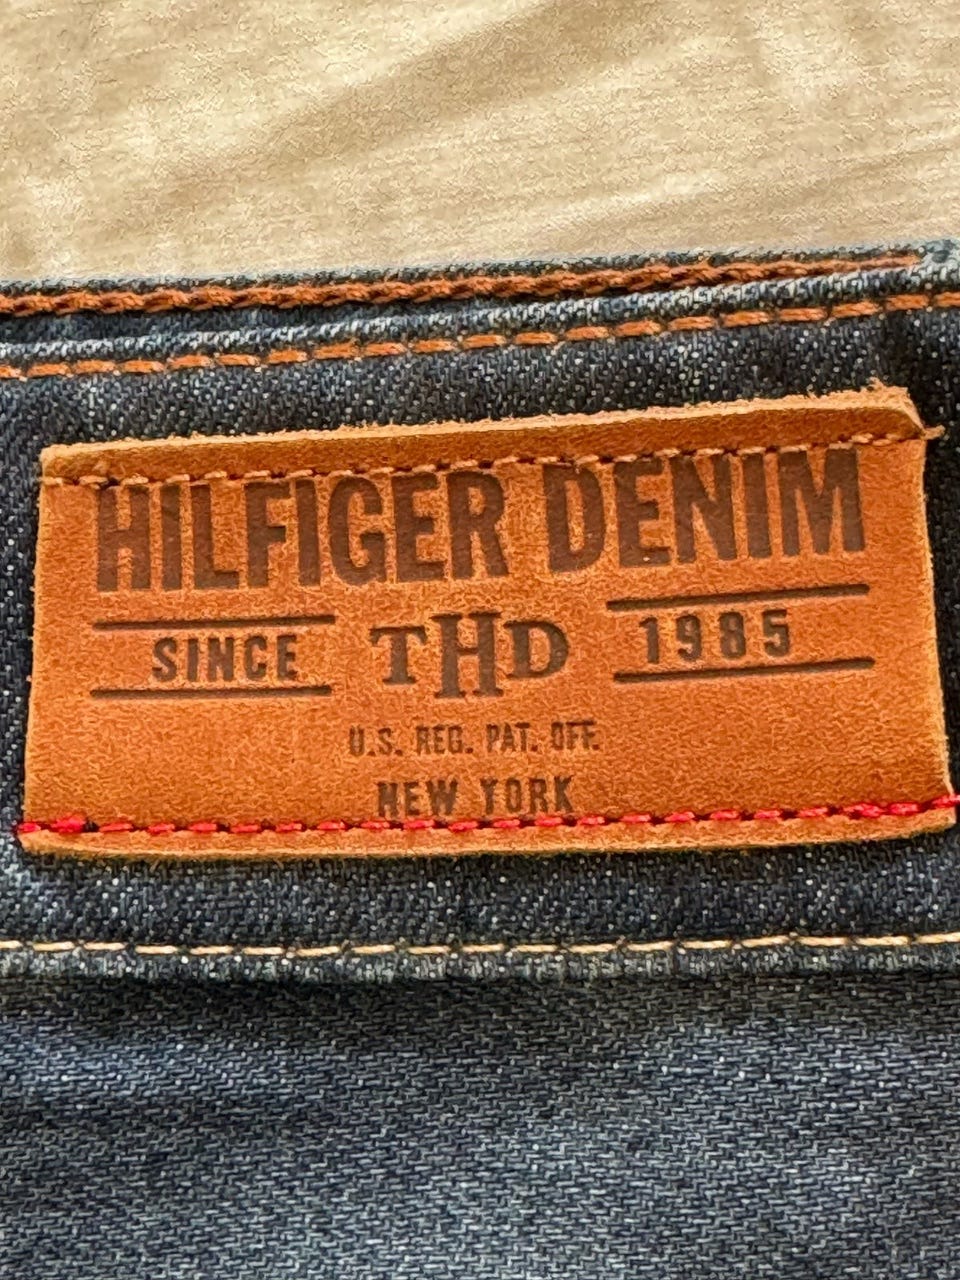 HILFIGER DENIM
SINCE THD 1985
U.S. REG. PAT. OFF.
NEW YORK